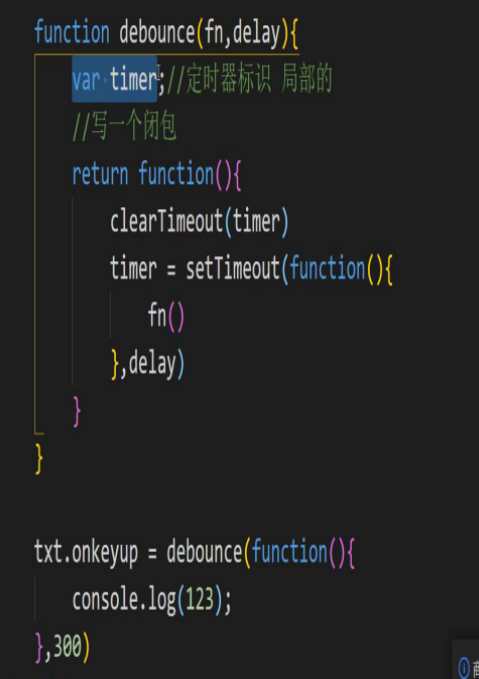 function debounce(fn,delay){
var timer;//定时器标识 局部的
//写一个闭包
return function(){
clearTimeout(timer)
timer = setTimeout(function(){
fn()
},delay)
}
}
txt.onkeyup = debounce(function(){
console.log(123);
},300)